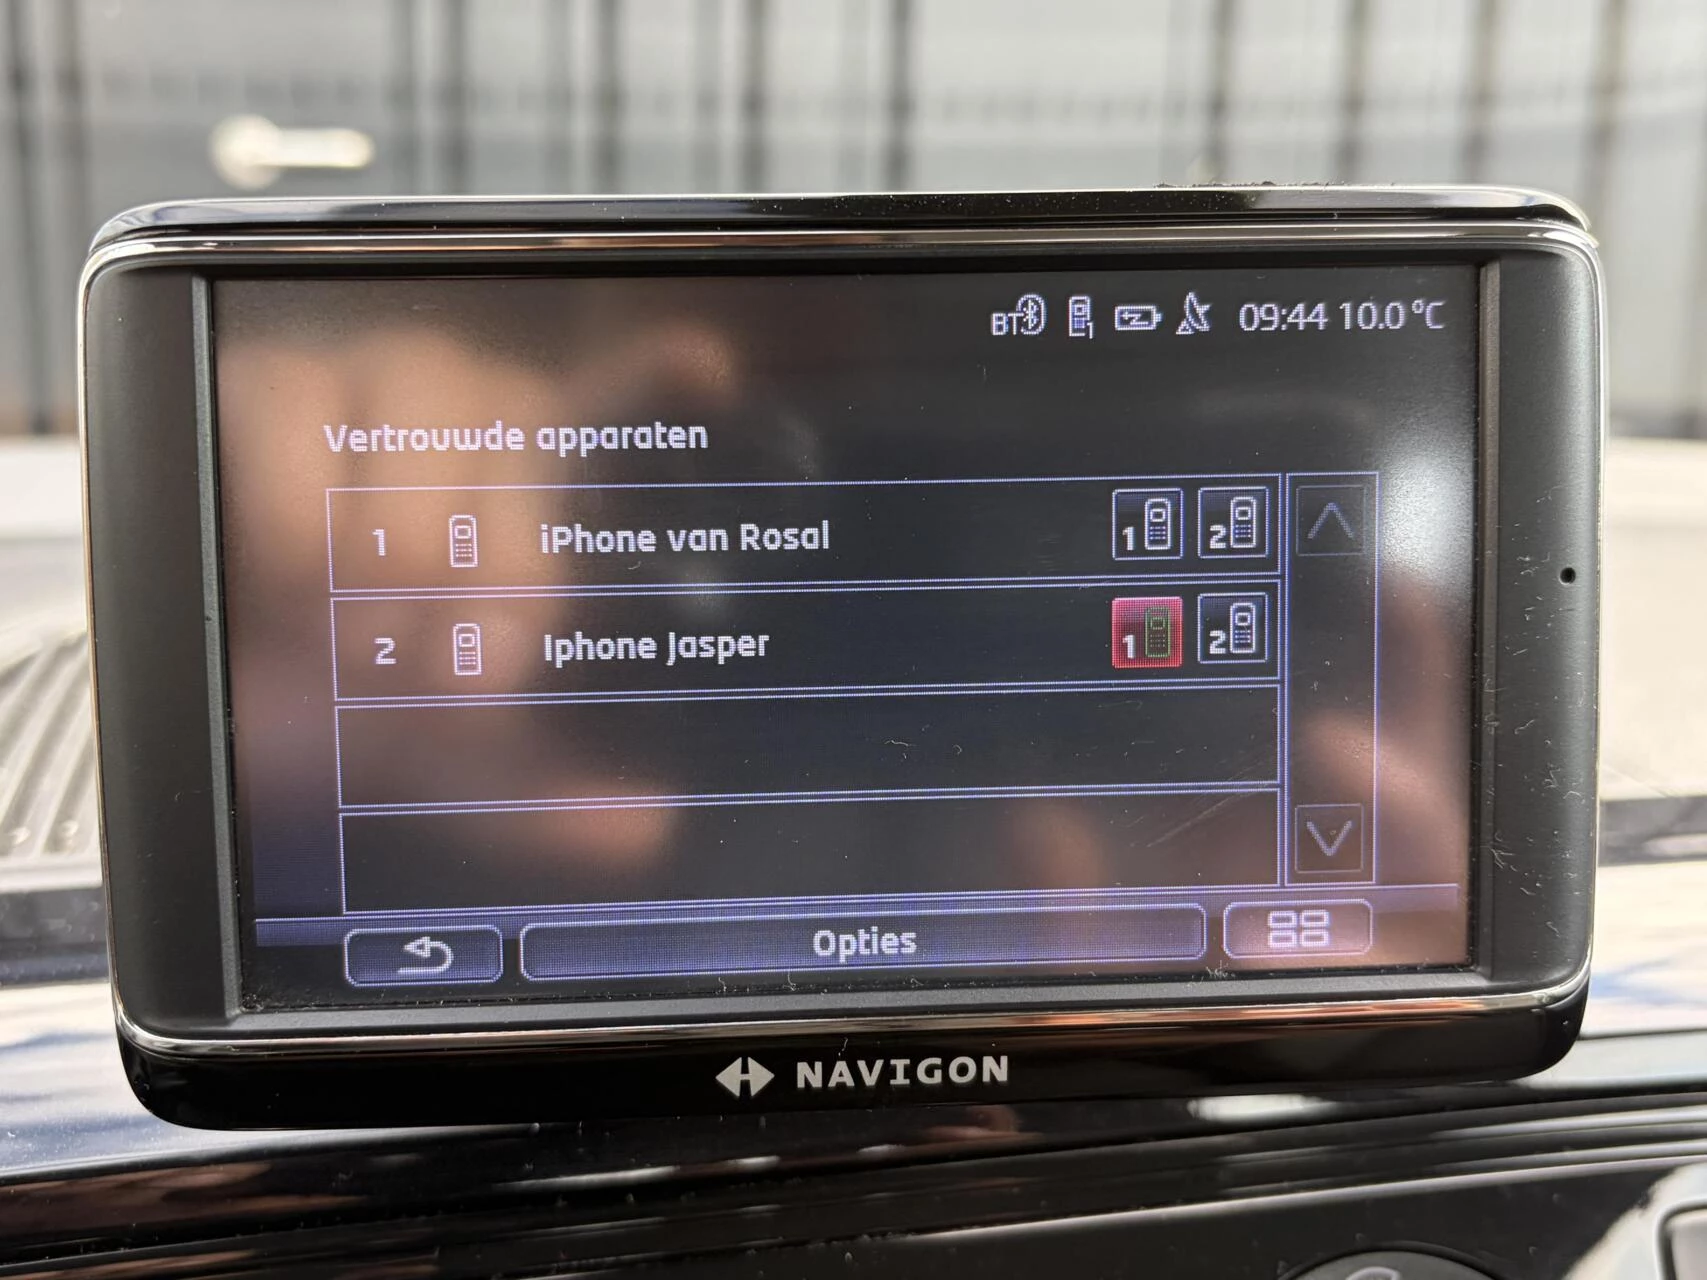 BT 1 09:44 10.0°C
Vertrouwde apparaten
1 iPhone van Rosal 1 2
2 Iphone Jasper 1 2
Opties
NAVIGON